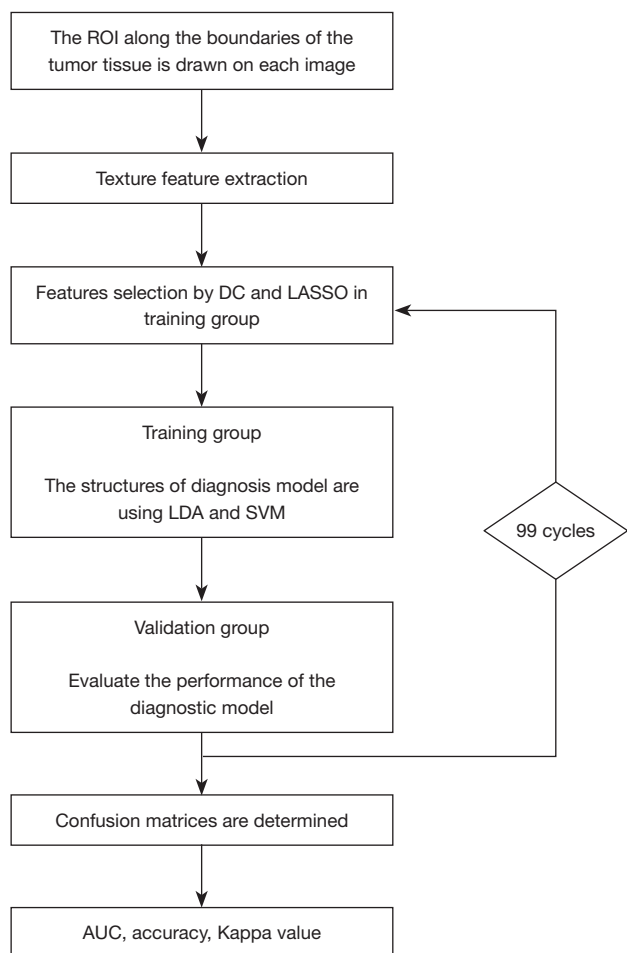 The ROI along the boundaries of the
tumor tissue is drawn on each image
Texture feature extraction
Features selection by DC and LASSO in
training group
Training group
The structures of diagnosis model are
using LDA and SVM
99 cycles
Validation group
Evaluate the performance of the
diagnostic model
Confusion matrices are determined
AUC, accuracy, Kappa value